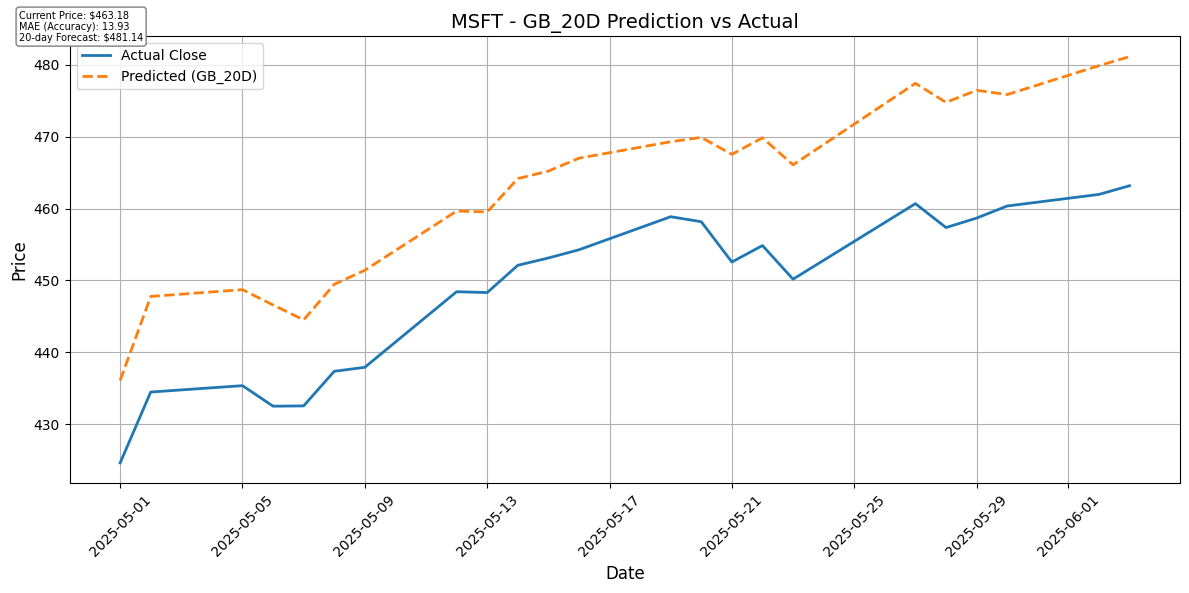 MSFT - GB_20D Prediction vs Actual
Current Price: $463.18
MAE (Accuracy): 13.93
20-day Forecast: $481.14
Actual Close
Predicted (GB_20D)
480
470
460
450
440
430
Price
2025-05-01
2025-05-05
2025-05-09
2025-05-13
2025-05-17
2025-05-21
2025-05-25
2025-05-29
2025-06-01
Date